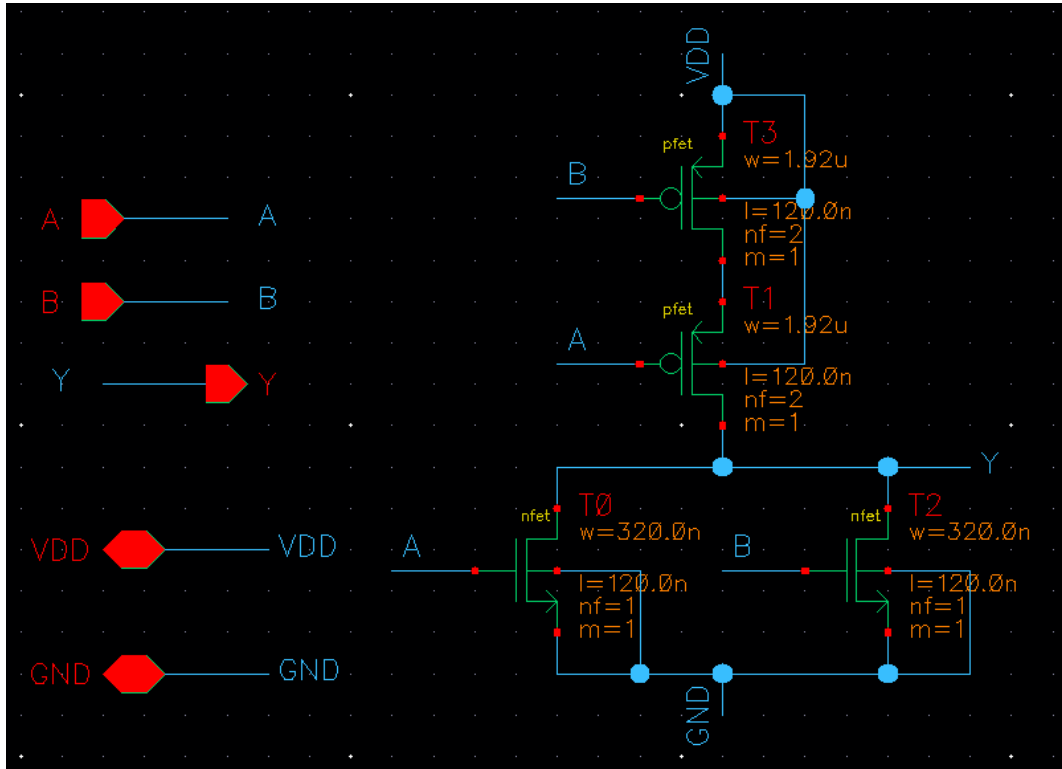 VDD
pfet
T3
w=1.92u
B
l=120.0n
nf=2
m=1
A A
B B
pfet
T1
w=1.92u
A
l=120.0n
nf=2
m=1
Y Y
Y
nfet
T0
w=320.0n
A
l=120.0n
nf=1
m=1
nfet
T2
w=320.0n
B
l=120.0n
nf=1
m=1
VDD VDD
GND GND
GND